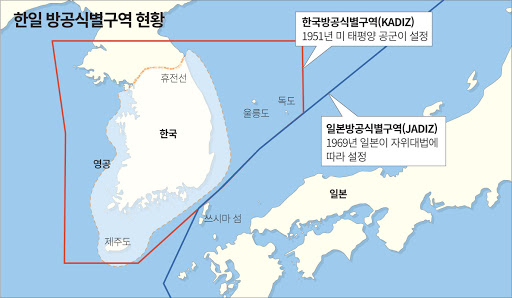 한일 방공식별구역 현황
한국방공식별구역(KADIZ)
1951년 미 태평양 공군이 설정
휴전선
울릉도
독도
일본방공식별구역(JADIZ)
1969년 일본이 자위대법에
따라 설정
한국
영공
일본
쓰시마 섬
제주도